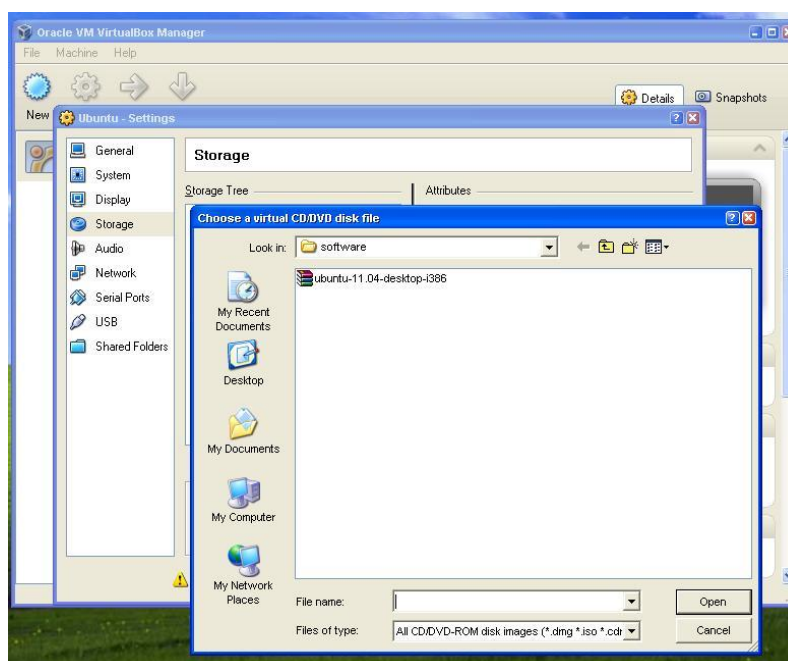 Oracle VM VirtualBox Manager
File Machine Help
New
Details
Snapshots
Ubuntu - Settings
General
System
Display
Storage
Audio
Network
Serial Ports
USB
Shared Folders
Storage
Storage Tree
Attributes
Choose a virtual CD/DVD disk file
Look in: software
ubuntu-11.04-desktop-i386
My Recent
Documents
Desktop
My Documents
My Computer
My Network
Places
File name:
Open
Files of type: All CD/DVD-ROM disk images (*.dmg *.iso *.cdr
Cancel